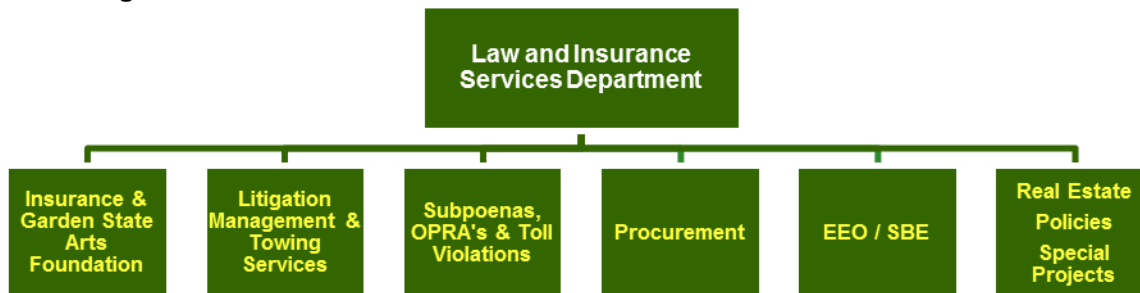 Law and Insurance
Services Department
Insurance &
Garden State
Arts
Foundation
Litigation
Management &
Towing
Services
Subpoenas,
OPRA's & Toll
Violations
Procurement
EEO / SBE
Real Estate
Policies
Special
Projects